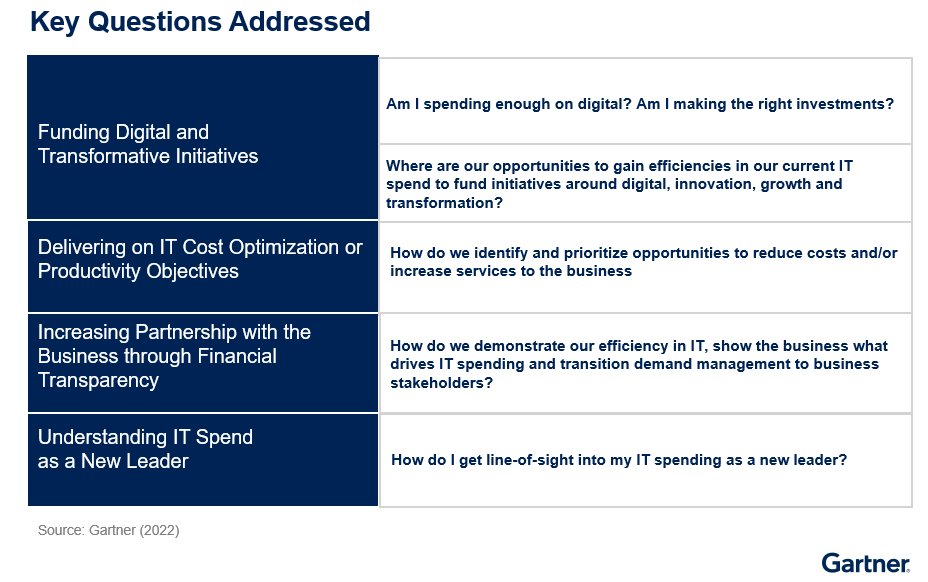 Key Questions Addressed
Funding Digital and
Transformative Initiatives
Am I spending enough on digital? Am I making the right investments?
Where are our opportunities to gain efficiencies in our current IT
spend to fund initiatives around digital, innovation, growth and
transformation?
Delivering on IT Cost Optimization or
Productivity Objectives
How do we identify and prioritize opportunities to reduce costs and/or
increase services to the business
Increasing Partnership with the
Business through Financial
Transparency
How do we demonstrate our efficiency in IT, show the business what
drives IT spending and transition demand management to business
stakeholders?
Understanding IT Spend
as a New Leader
How do I get line-of-sight into my IT spending as a new leader?
Source: Gartner (2022)
Gartner